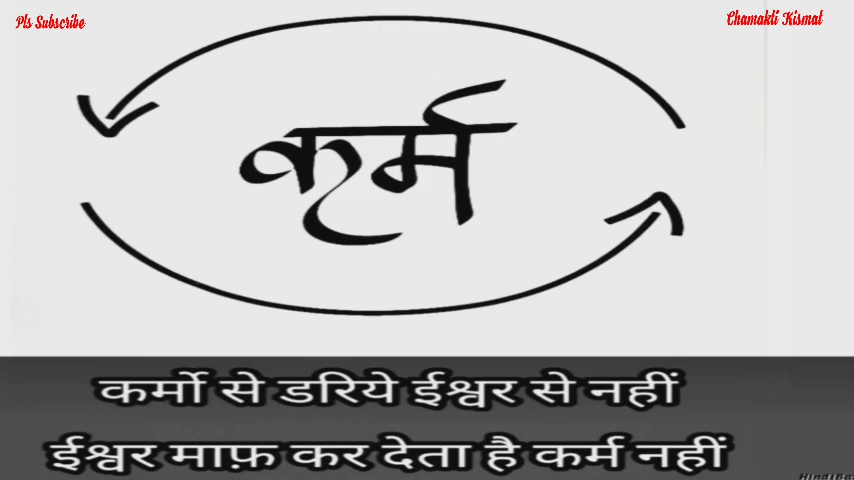 Pls Subscribe
Chamakti Kismat
कर्म
कर्मो से डरिये ईश्वर से नहीं
ईश्वर माफ़ कर देता है कर्म नहीं